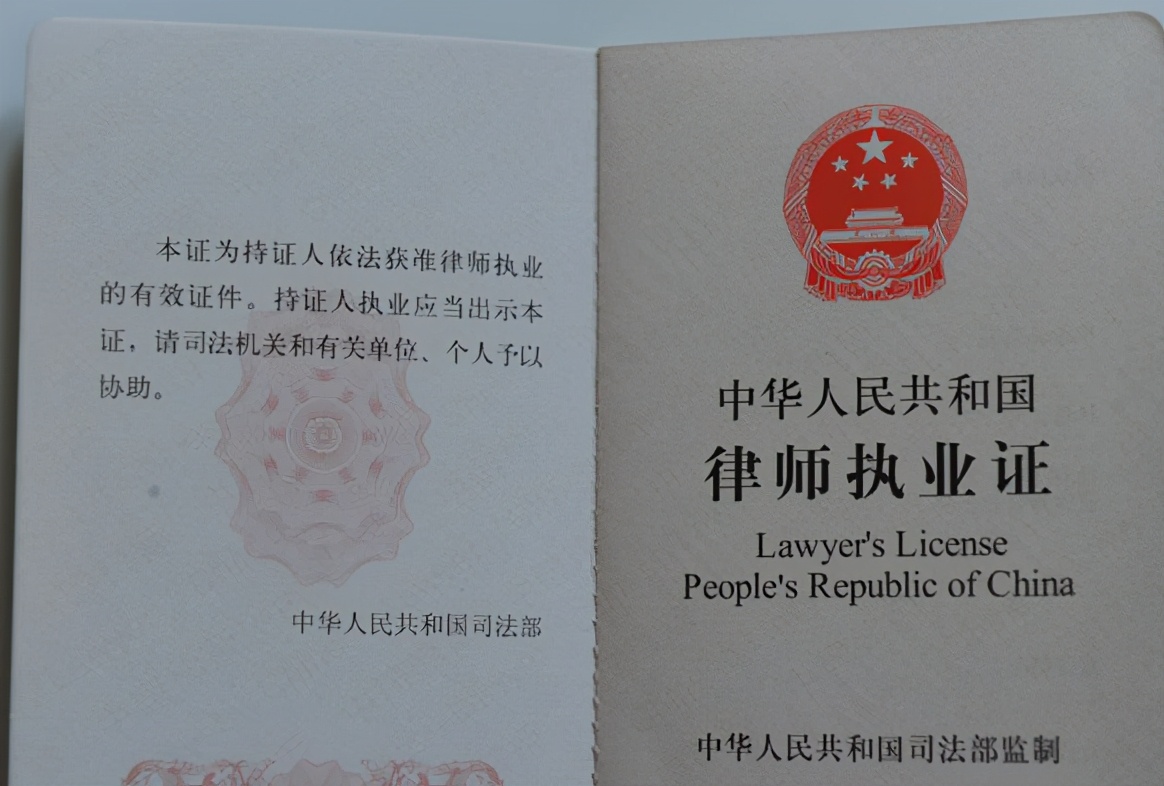 本证为持证人依法获准律师执业
的有效证件。持证人执业应当出示本
证，请司法机关和有关单位、个人予以
协助。
中华人民共和国司法部
中华人民共和国
律师执业证
Lawyer's License
People's Republic of China
中华人民共和国司法部监制